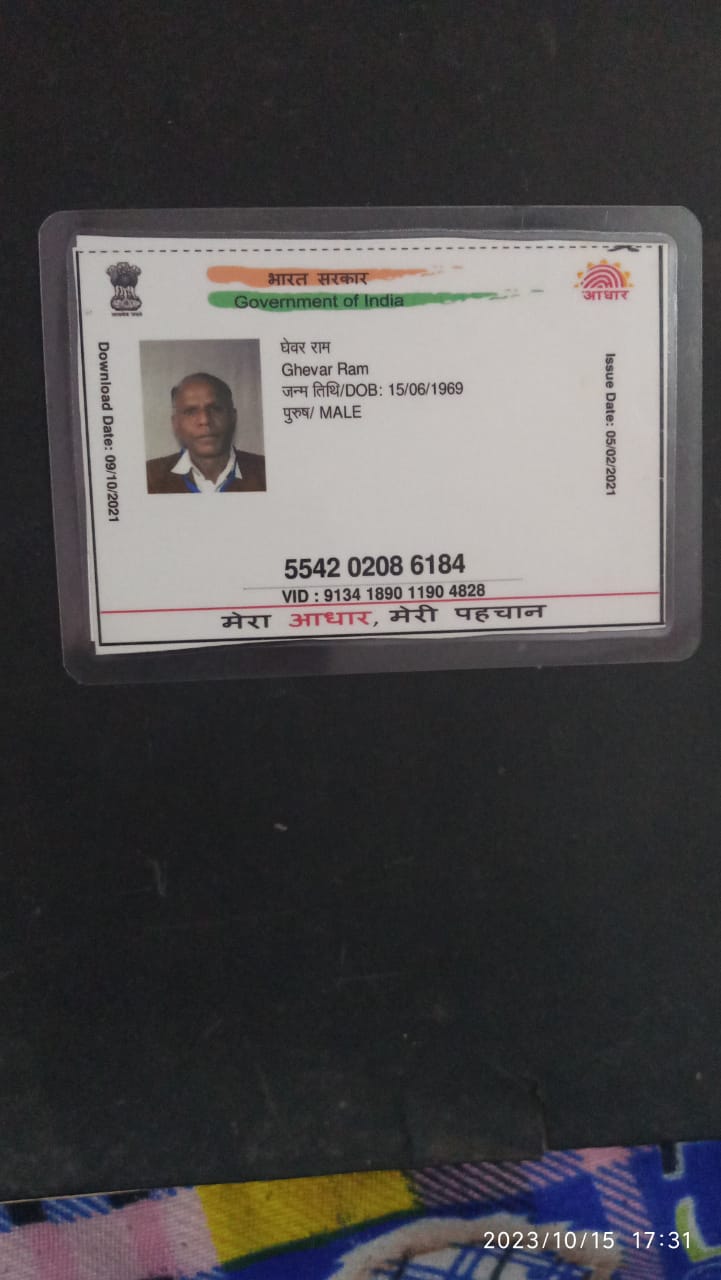 भारत सरकार
Government of India
आधार
घेवर राम
Ghevar Ram
जन्म तिथि/DOB: 15/06/1969
पुरुष/ MALE
Download Date: 09/10/2021
Issue Date: 05/02/2021
5542 0208 6184
VID : 9134 1890 1190 4828
मेरा आधार, मेरी पहचान
2023/10/15 17:31